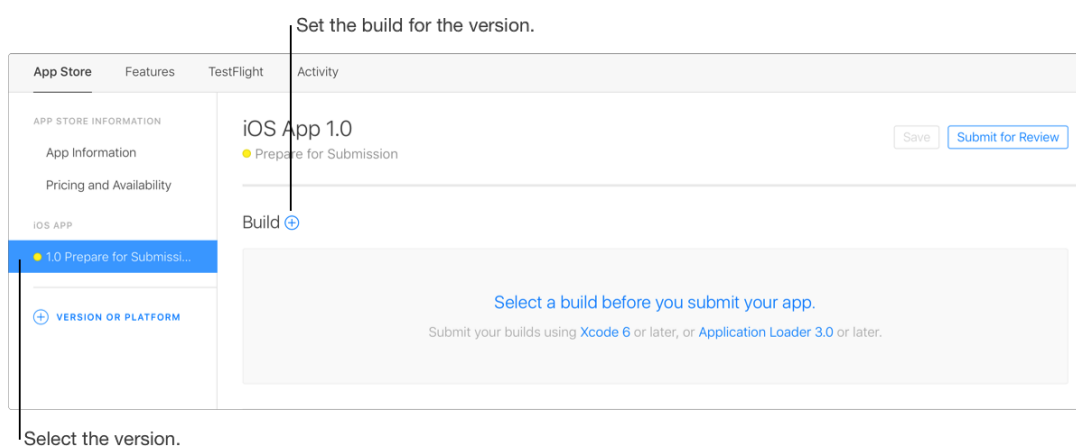 Set the build for the version.
App Store Features TestFlight Activity
APP STORE INFORMATION
App Information
Pricing and Availability
iOS APP
1.0 Prepare for Submissi...
VERSION OR PLATFORM
iOS App 1.0
Prepare for Submission
Save Submit for Review
Build
Select a build before you submit your app.
Submit your builds using Xcode 6 or later, or Application Loader 3.0 or later.
Select the version.